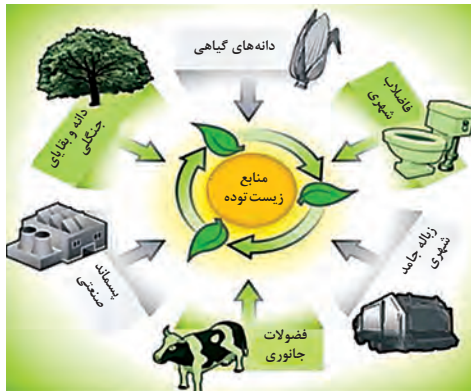 دانه‌های گیاهی
فاضلاب
شهری
زباله جامد
شهری
فضولات
جانوری
پسماند
صنعتی
دانه و بقایای
جنگلی
منابع
زیست‌توده